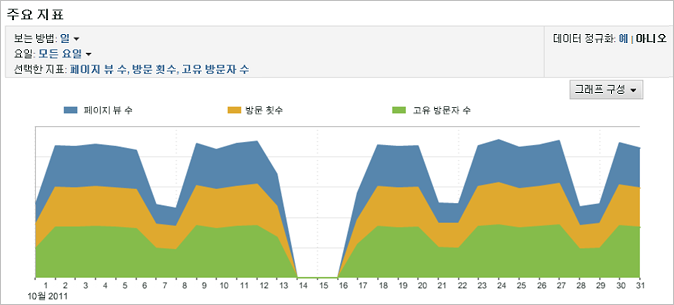 주요 지표
보는 방법: 일
요일: 모든 요일
선택한 지표: 페이지 뷰 수, 방문 횟수, 고유 방문자 수
데이터 정규화: 예 | 아니오
그래프 구성
페이지 뷰 수 방문 횟수 고유 방문자 수
1 2 3 4 5 6 7 8 9 10 11 12 13 14 15 16 17 18 19 20 21 22 23 24 25 26 27 28 29 30 31
10월 2011